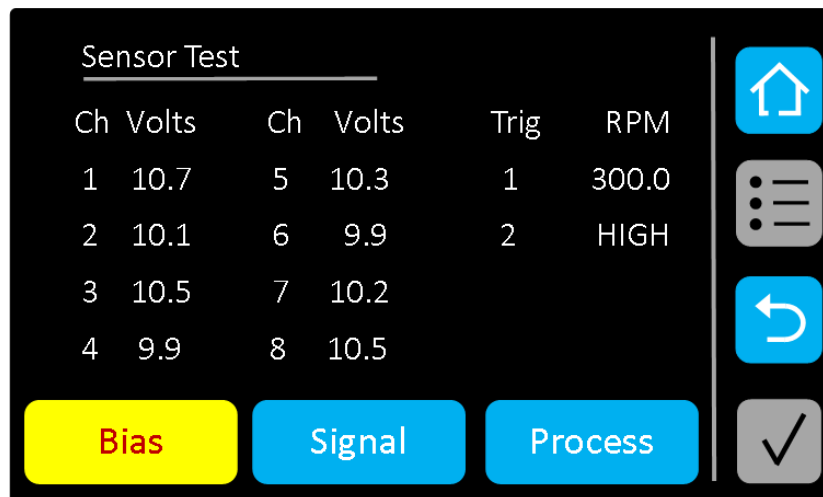 Sensor Test
Ch Volts Ch Volts Trig RPM
1 10.7 5 10.3 1 300.0
2 10.1 6 9.9 2 HIGH
3 10.5 7 10.2
4 9.9 8 10.5
Bias Signal Process